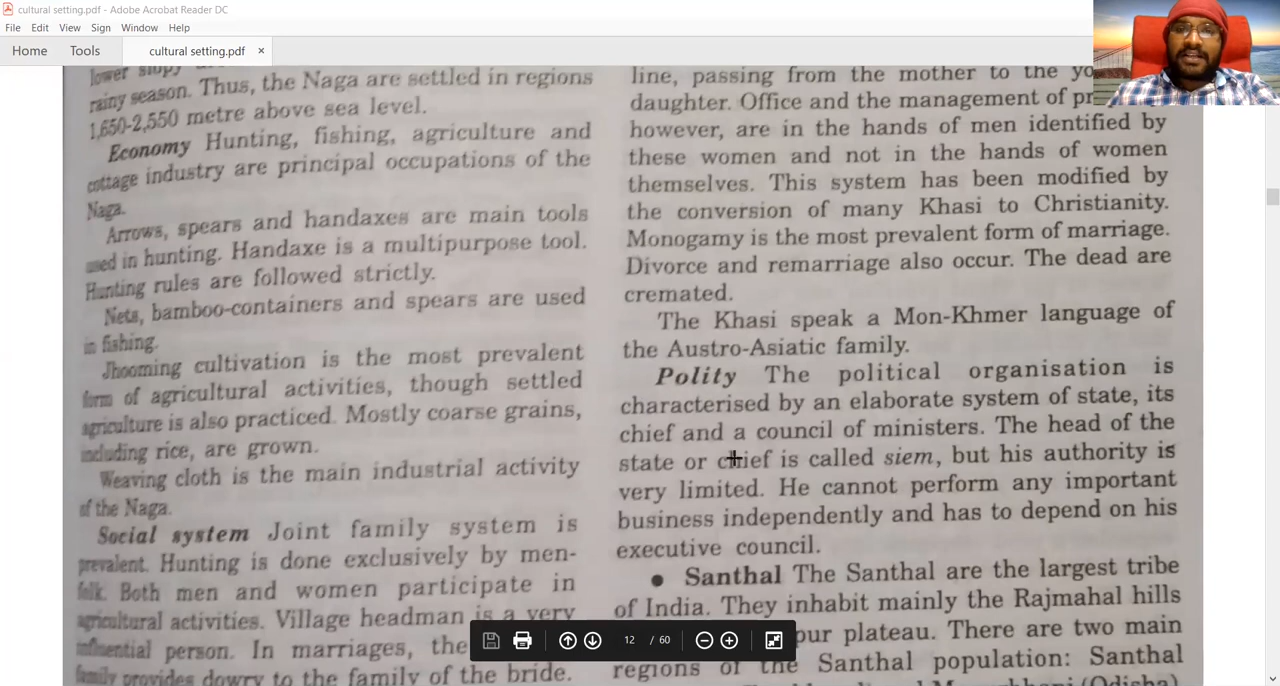 cultural setting.pdf - Adobe Acrobat Reader DC
File Edit View Sign Window Help
Home Tools cultural setting.pdf ×
lower slopy
rainy season. Thus, the Naga are settled in regions
1,650-2,550 metre above sea level.
Economy Hunting, fishing, agriculture and
cottage industry are principal occupations of the
Naga.
Arrows, spears and handaxes are main tools
used in hunting. Handaxe is a multipurpose tool.
Hunting rules are followed strictly.
Nets, bamboo-containers and spears are used
in fishing.
Jhooming cultivation is the most prevalent
form of agricultural activities, though settled
agriculture is also practiced. Mostly coarse grains,
including rice, are grown.
Weaving cloth is the main industrial activity
of the Naga.
Social system Joint family system is
prevalent. Hunting is done exclusively by men-
folk. Both men and women participate in
agricultural activities. Village headman is a very
influential person. In marriages, the
family provides dowry to the family of the bride.
line, passing from the mother to the yo
daughter. Office and the management of pr
however, are in the hands of men identified by
these women and not in the hands of women
themselves. This system has been modified by
the conversion of many Khasi to Christianity.
Monogamy is the most prevalent form of marriage.
Divorce and remarriage also occur. The dead are
cremated.
The Khasi speak a Mon-Khmer language of
the Austro-Asiatic family.
Polity The political organisation is
characterised by an elaborate system of state, its
chief and a council of ministers. The head of the
state or chief is called siem, but his authority is
very limited. He cannot perform any important
business independently and has to depend on his
executive council.
• Santhal The Santhal are the largest tribe
of India. They inhabit mainly the Rajmahal hills
pur plateau. There are two main
regions of the Santhal population: Santhal
(Odisha)
12 / 60